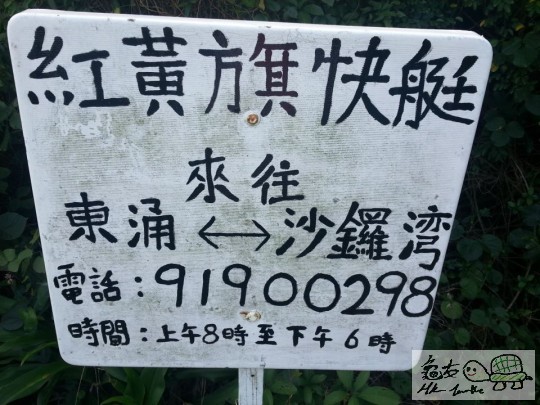 紅黃旗快艇
來往
東涌 ↔ 沙鑼湾
電話：91900298
時間：上午8時至下午6時